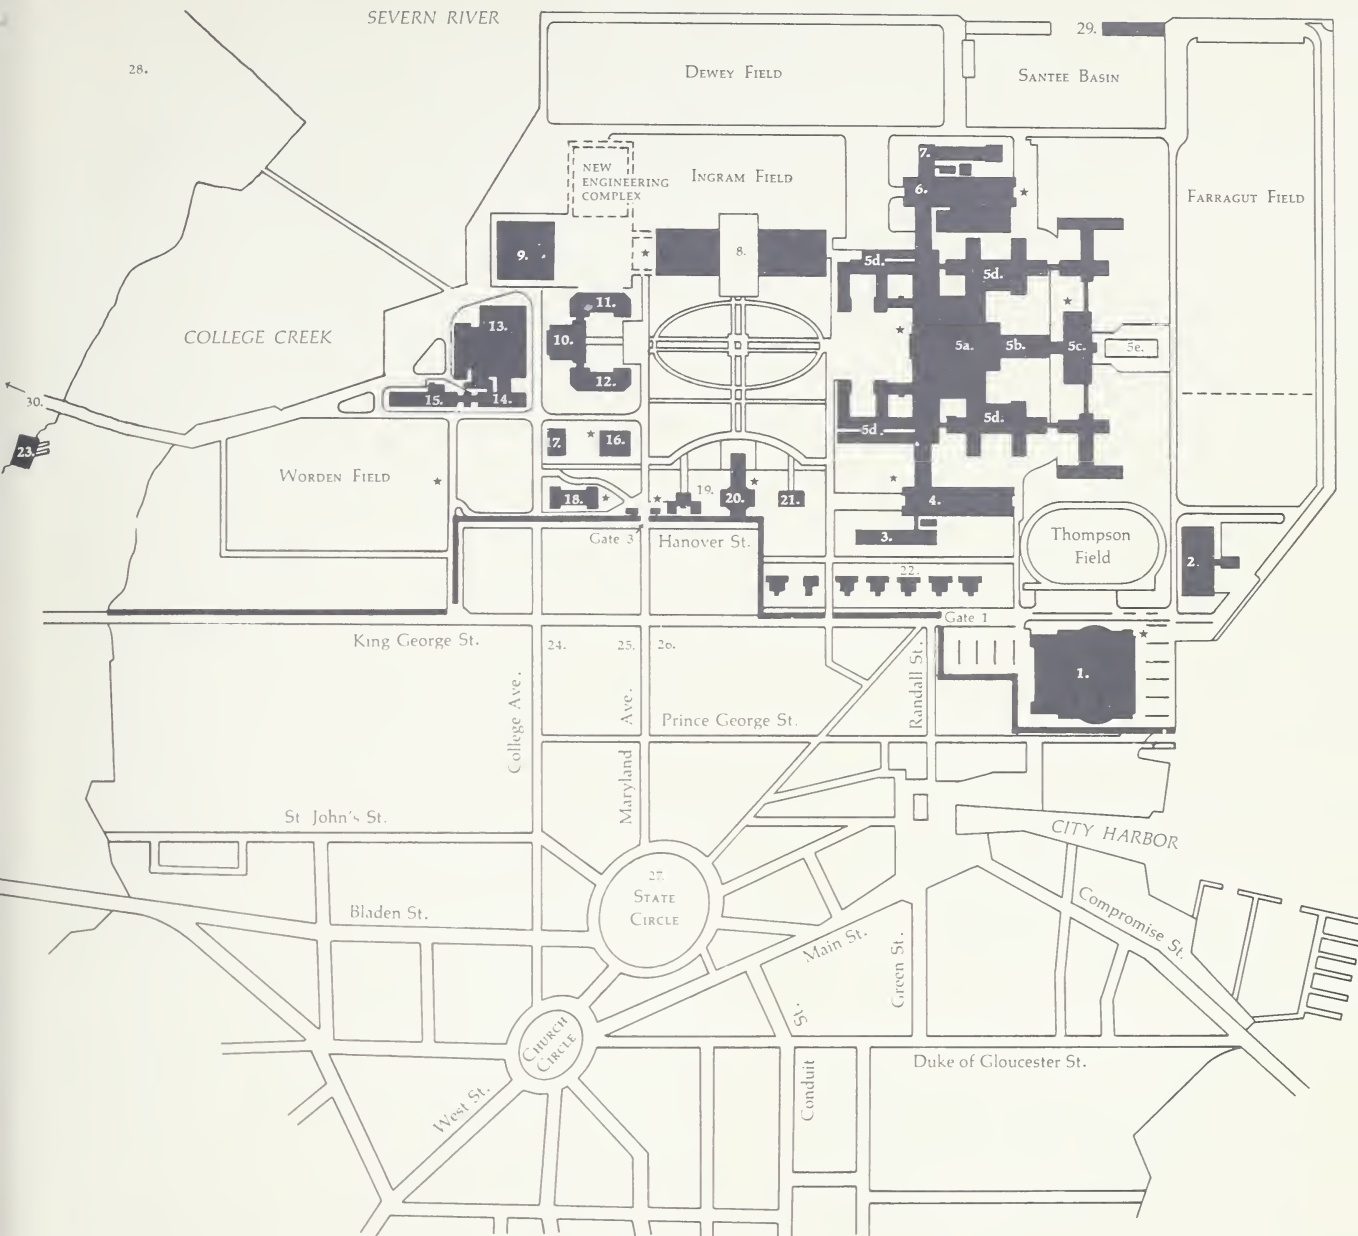 SEVERN RIVER
28.
DEWEY FIELD
29.
SANTEE BASIN
NEW
ENGINEERING
COMPLEX
INGRAM FIELD
7.
6.
FARRAGUT FIELD
9.
8.
5d.
5d.
11.
13.
10.
12.
COLLEGE CREEK
5a.
5b.
5c.
5e.
30.
15.
14.
5d.
5d.
23.
17.
16.
WORDEN FIELD
18.
19.
20.
21.
4.
Gate 3
Hanover St.
3.
Thompson
Field
2.
22.
Gate 1
King George St.
24.
25.
26.
1.
College Ave.
Maryland Ave.
Randall St.
Prince George St.
St John's St.
CITY HARBOR
27.
STATE
CIRCLE
Bladen St.
Main St.
Green St.
Compromise St.
CHURCH
CIRCLE
West St.
Conduit St.
Duke of Gloucester St.